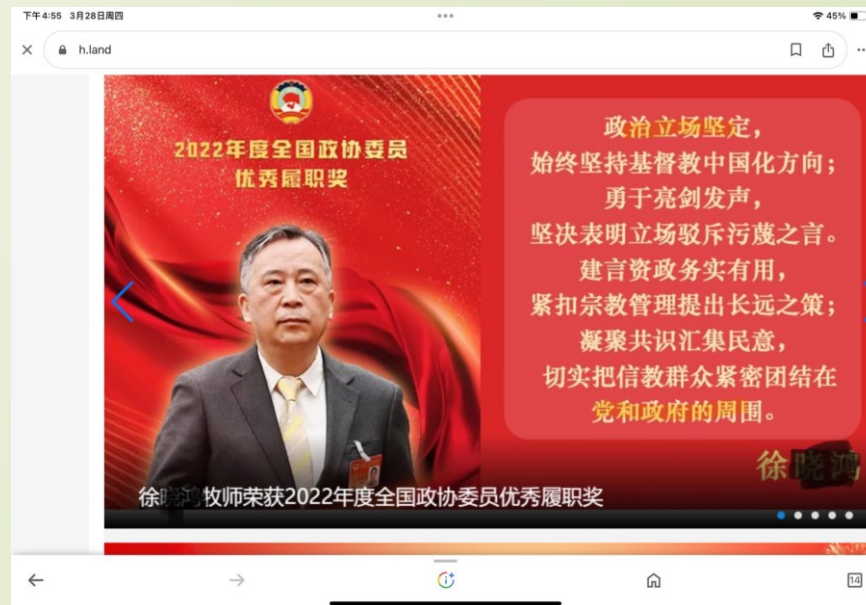 下午4:55 3月28日周四
45%
h.land
2022年度全国政协委员
优秀履职奖
政治立场坚定，
始终坚持基督教中国化方向；
勇于亮剑发声，
坚决表明立场驳斥污蔑之言。
建言资政务实有用，
紧扣宗教管理提出长远之策；
凝聚共识汇集民意，
切实把信教群众紧密团结在
党和政府的周围。
徐晓鸿
徐晓鸿牧师荣获2022年度全国政协委员优秀履职奖
14